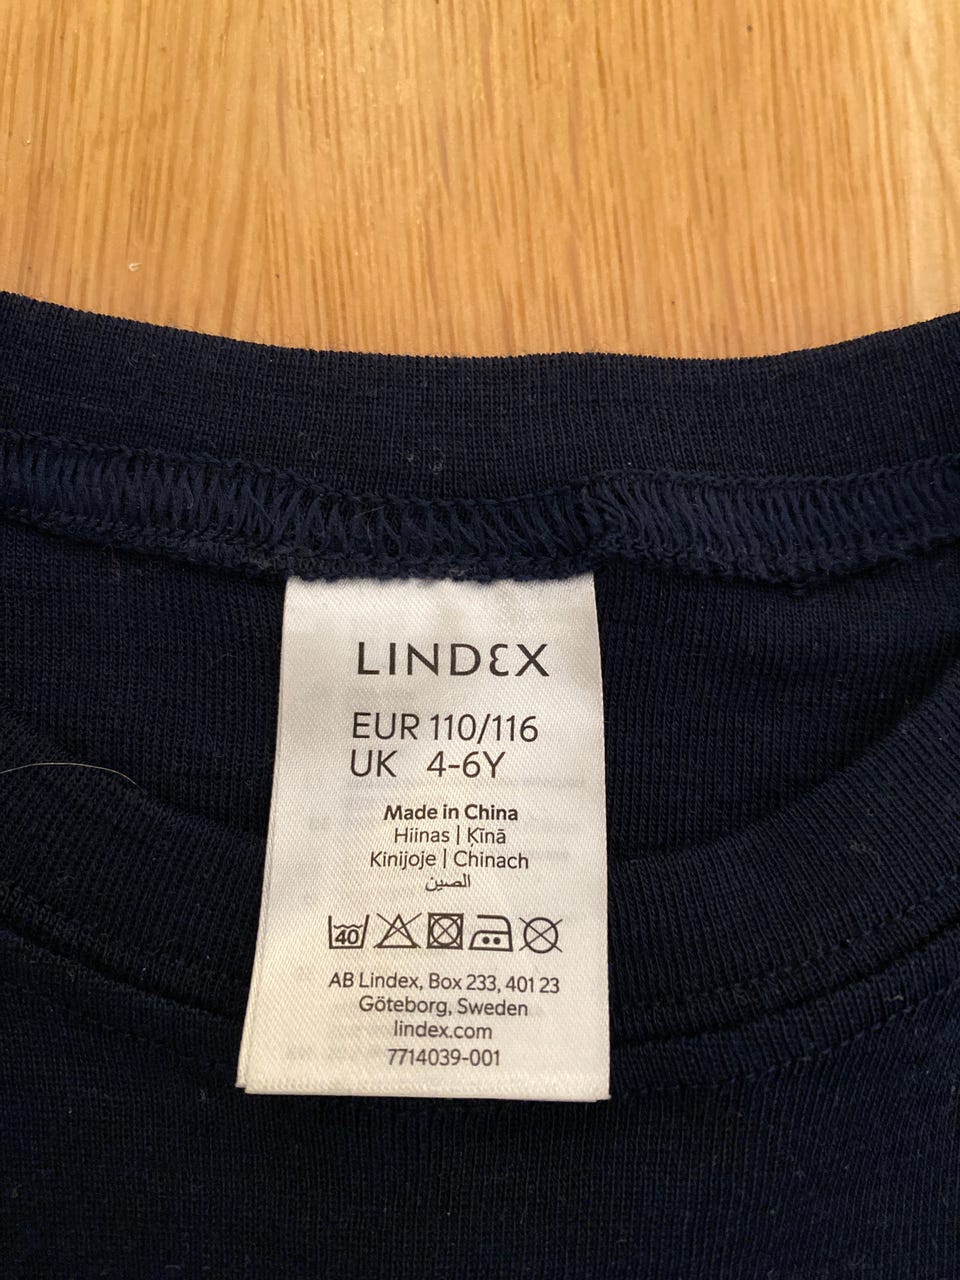 LINDEX
EUR 110/116
UK 4-6Y
Made in China
Hiinas | Ķīnā
Kinijoje | Chinach
الصين
40
AB Lindex, Box 233, 401 23
Göteborg, Sweden
lindex.com
7714039-001